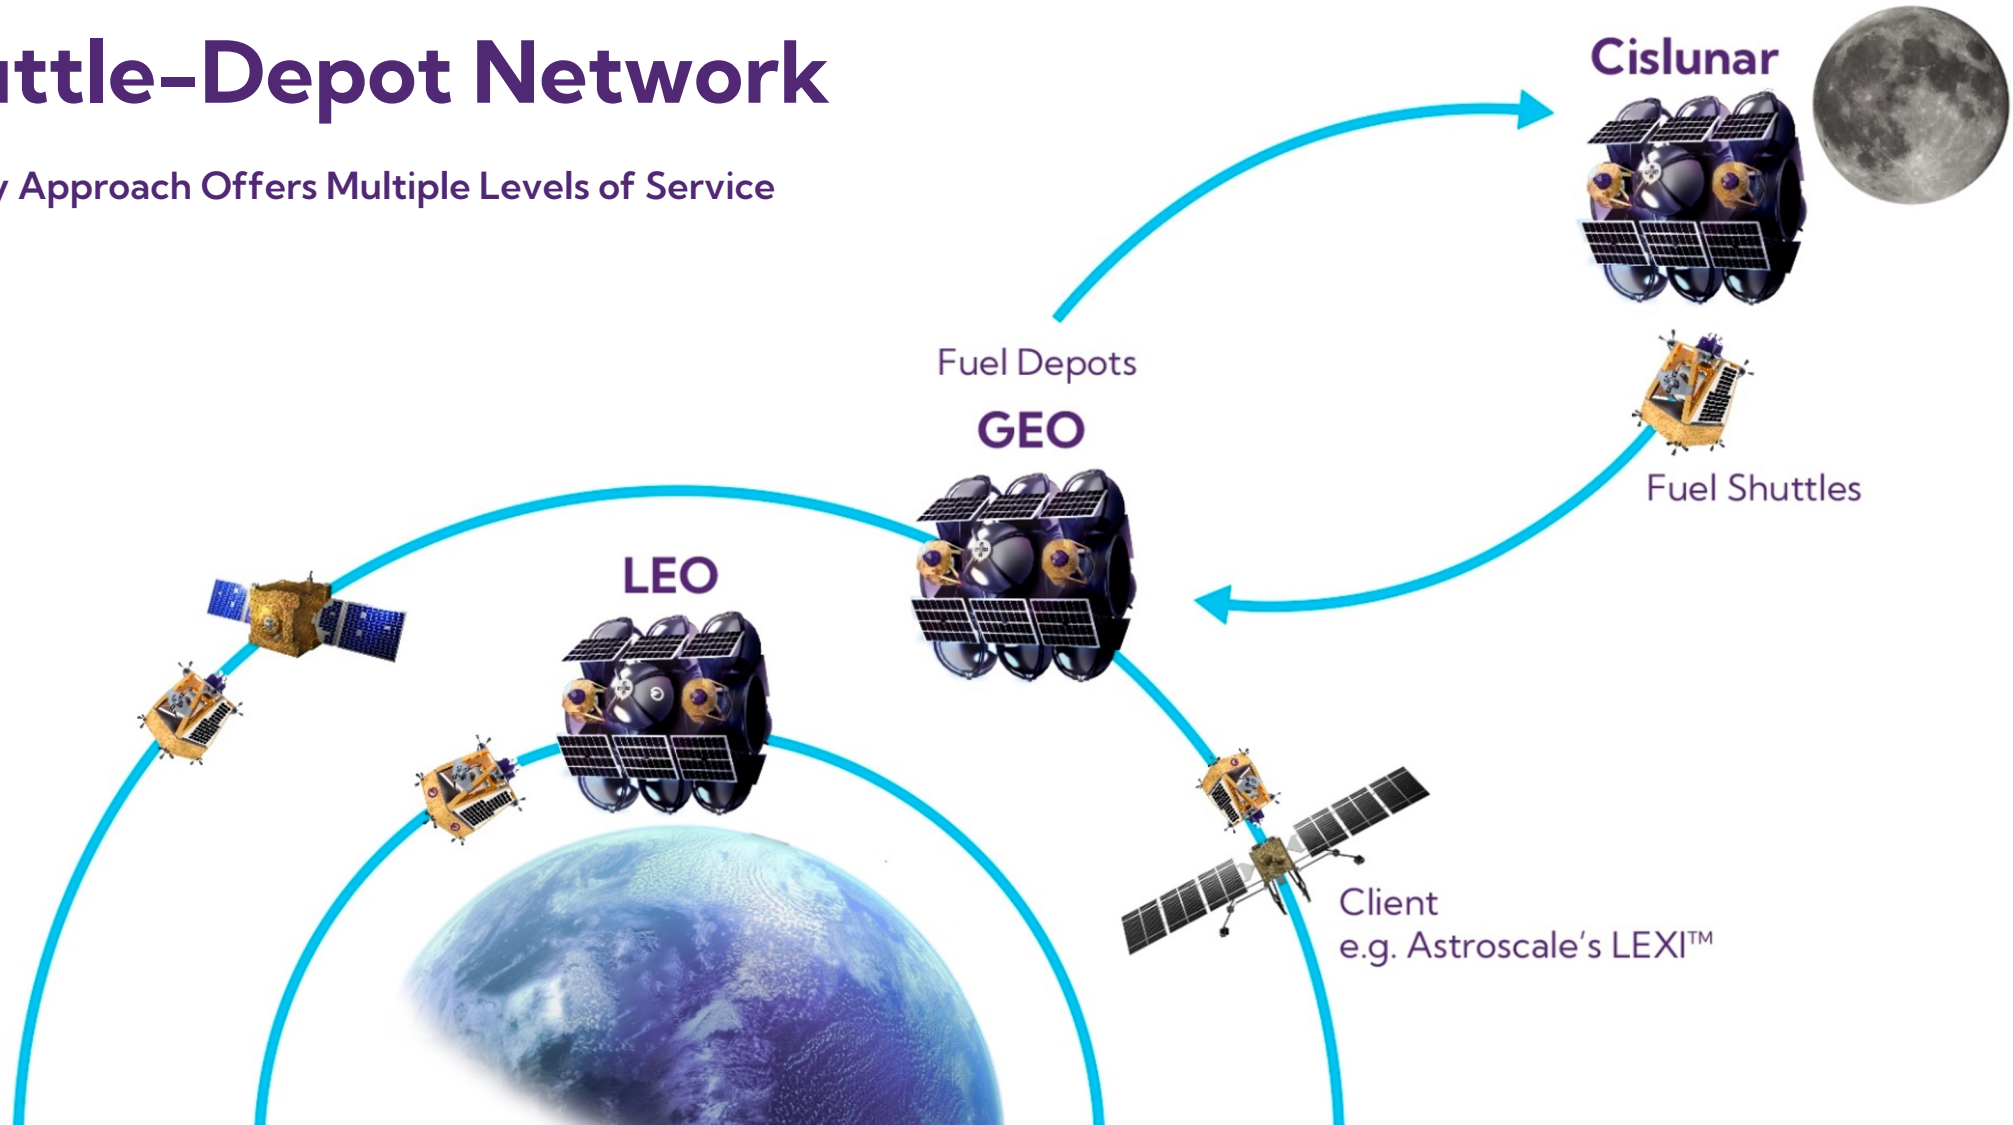 ttle-Depot Network
y Approach Offers Multiple Levels of Service
Cislunar
Fuel Depots
GEO
Fuel Shuttles
LEO
Client
e.g. Astroscale's LEXI™